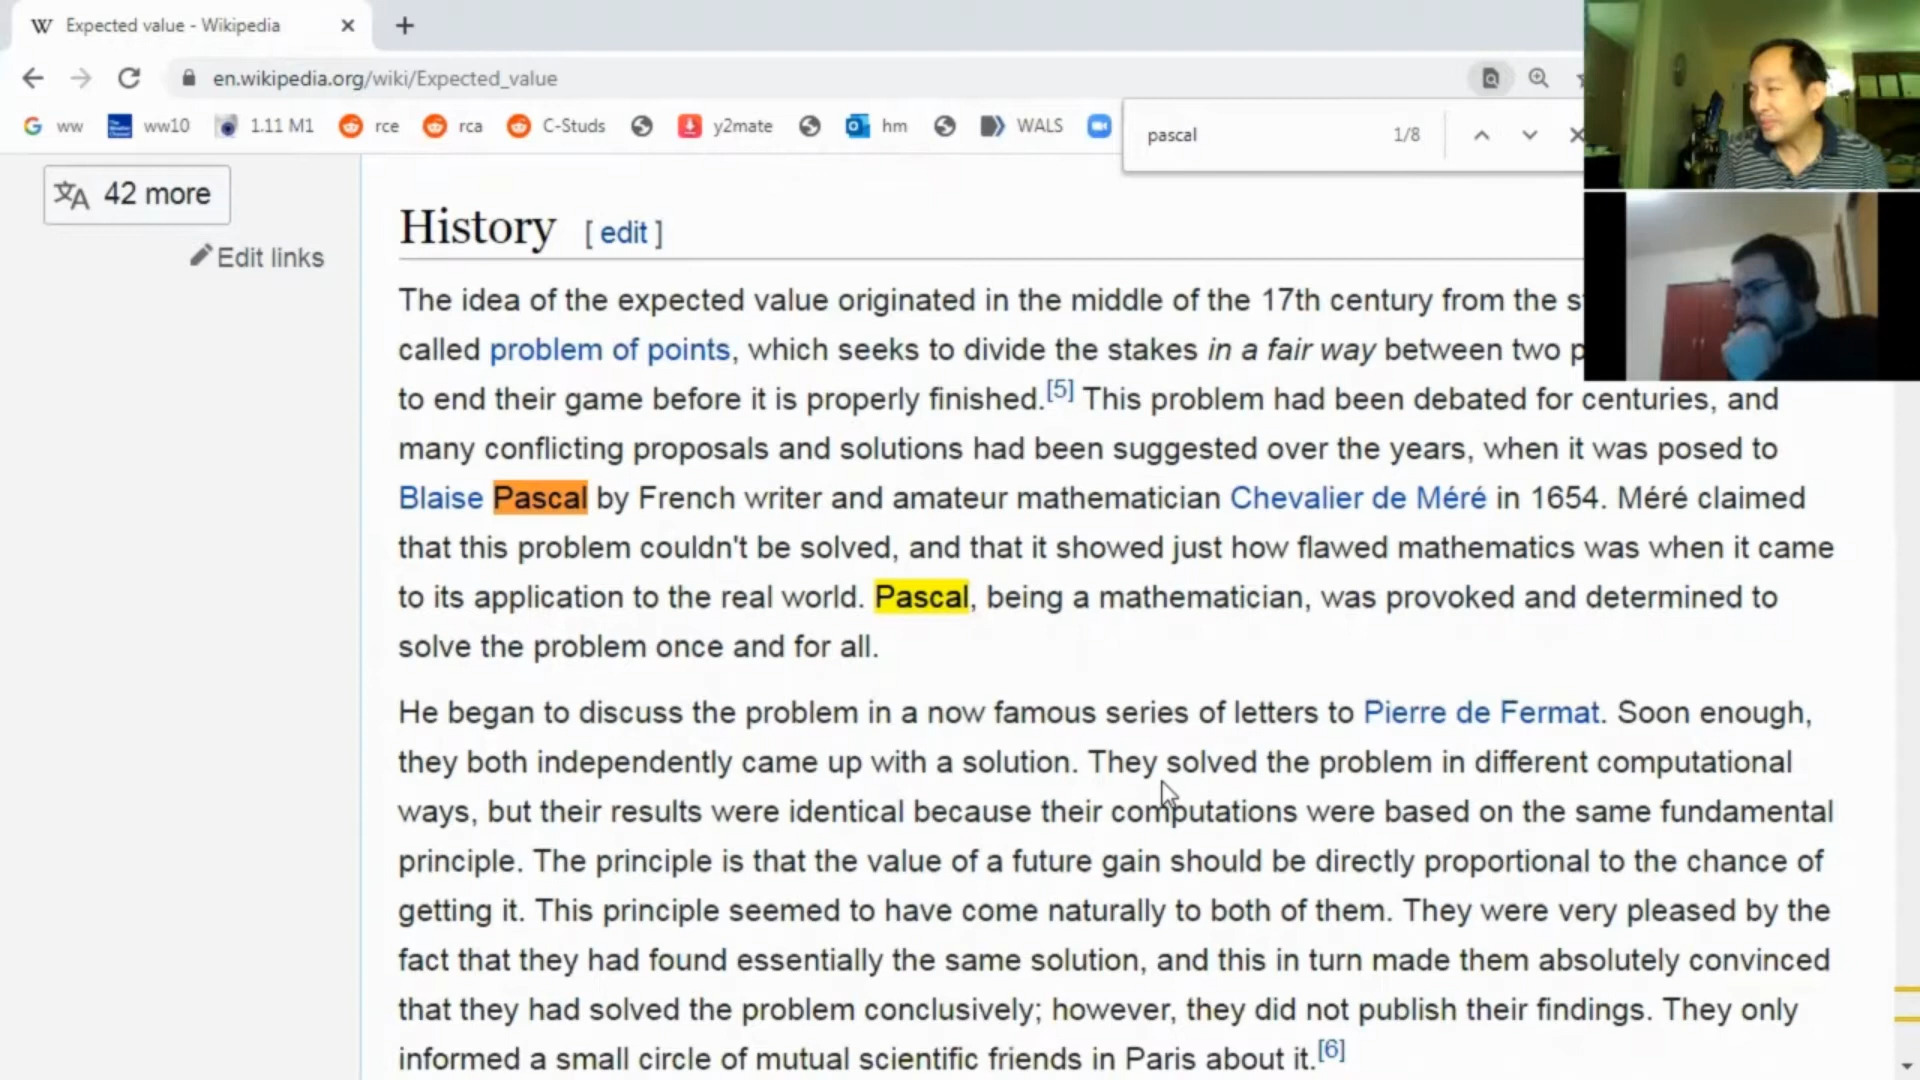 Expected value - Wikipedia
en.wikipedia.org/wiki/Expected_value
ww ww10 1.11 M1 rce rca C-Studs y2mate hm WALS
pascal 1/8
42 more
Edit links
History [ edit ]
The idea of the expected value originated in the middle of the 17th century from the
called problem of points, which seeks to divide the stakes in a fair way between two
to end their game before it is properly finished.[5] This problem had been debated for centuries, and
many conflicting proposals and solutions had been suggested over the years, when it was posed to
Blaise Pascal by French writer and amateur mathematician Chevalier de Méré in 1654. Méré claimed
that this problem couldn't be solved, and that it showed just how flawed mathematics was when it came
to its application to the real world. Pascal, being a mathematician, was provoked and determined to
solve the problem once and for all.
He began to discuss the problem in a now famous series of letters to Pierre de Fermat. Soon enough,
they both independently came up with a solution. They solved the problem in different computational
ways, but their results were identical because their computations were based on the same fundamental
principle. The principle is that the value of a future gain should be directly proportional to the chance of
getting it. This principle seemed to have come naturally to both of them. They were very pleased by the
fact that they had found essentially the same solution, and this in turn made them absolutely convinced
that they had solved the problem conclusively; however, they did not publish their findings. They only
informed a small circle of mutual scientific friends in Paris about it.[6]